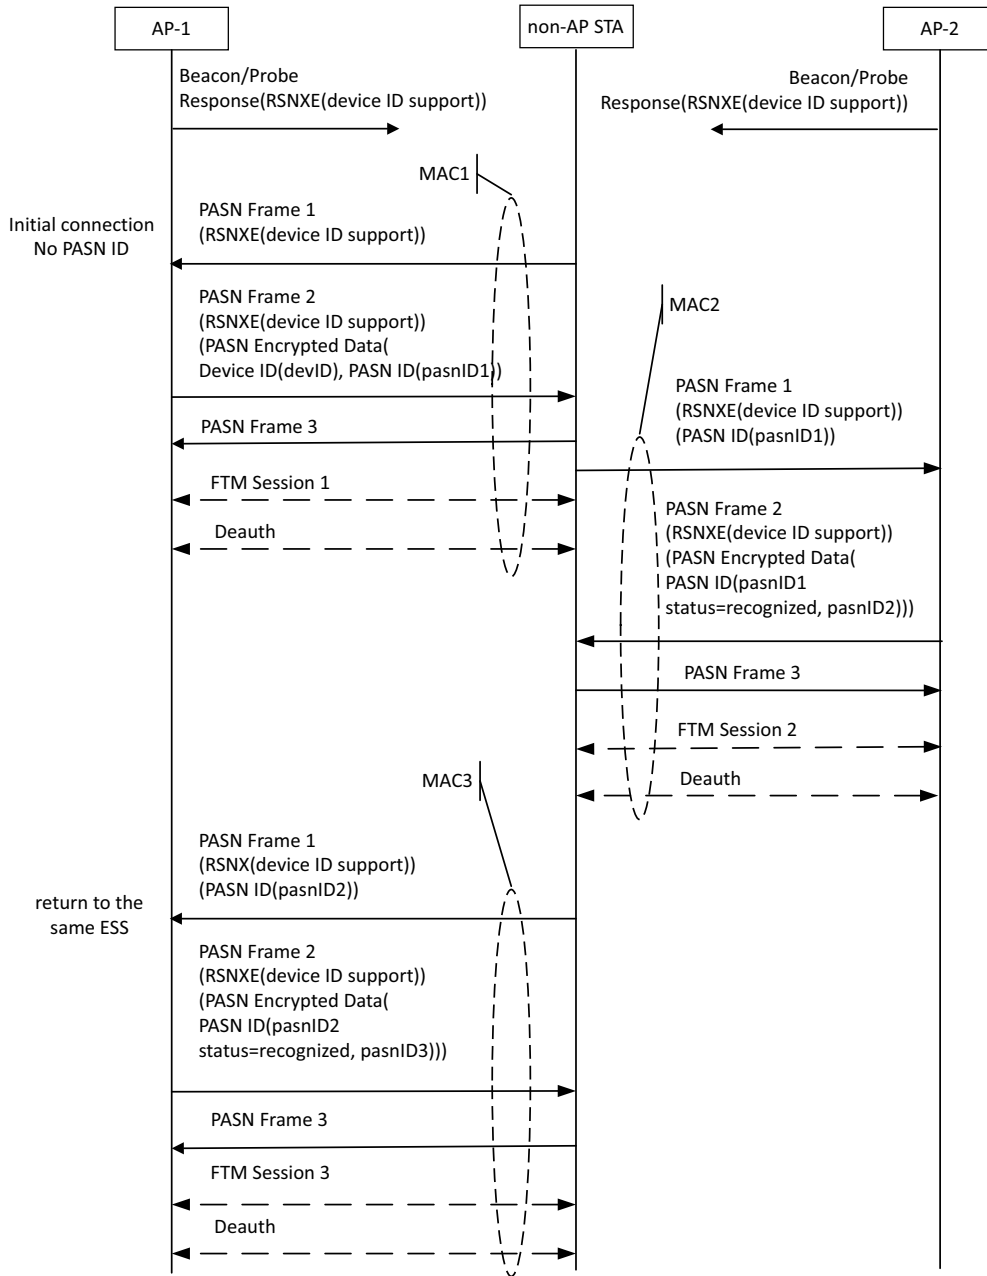 AP-1
non-AP STA
AP-2
Beacon/Probe
Response(RSNXE(device ID support))
Beacon/Probe
Response(RSNXE(device ID support))
MAC1
Initial connection
No PASN ID
PASN Frame 1
(RSNXE(device ID support))
PASN Frame 2
(RSNXE(device ID support))
(PASN Encrypted Data(
Device ID(devID), PASN ID(pasnID1))
MAC2
PASN Frame 1
(RSNXE(device ID support))
(PASN ID(pasnID1))
PASN Frame 3
FTM Session 1
Deauth
PASN Frame 2
(RSNXE(device ID support))
(PASN Encrypted Data(
PASN ID(pasnID1
status=recognized, pasnID2)))
PASN Frame 3
FTM Session 2
Deauth
MAC3
PASN Frame 1
(RSNX(device ID support))
(PASN ID(pasnID2))
return to the
same ESS
PASN Frame 2
(RSNXE(device ID support))
(PASN Encrypted Data(
PASN ID(pasnID2
status=recognized, pasnID3)))
PASN Frame 3
FTM Session 3
Deauth